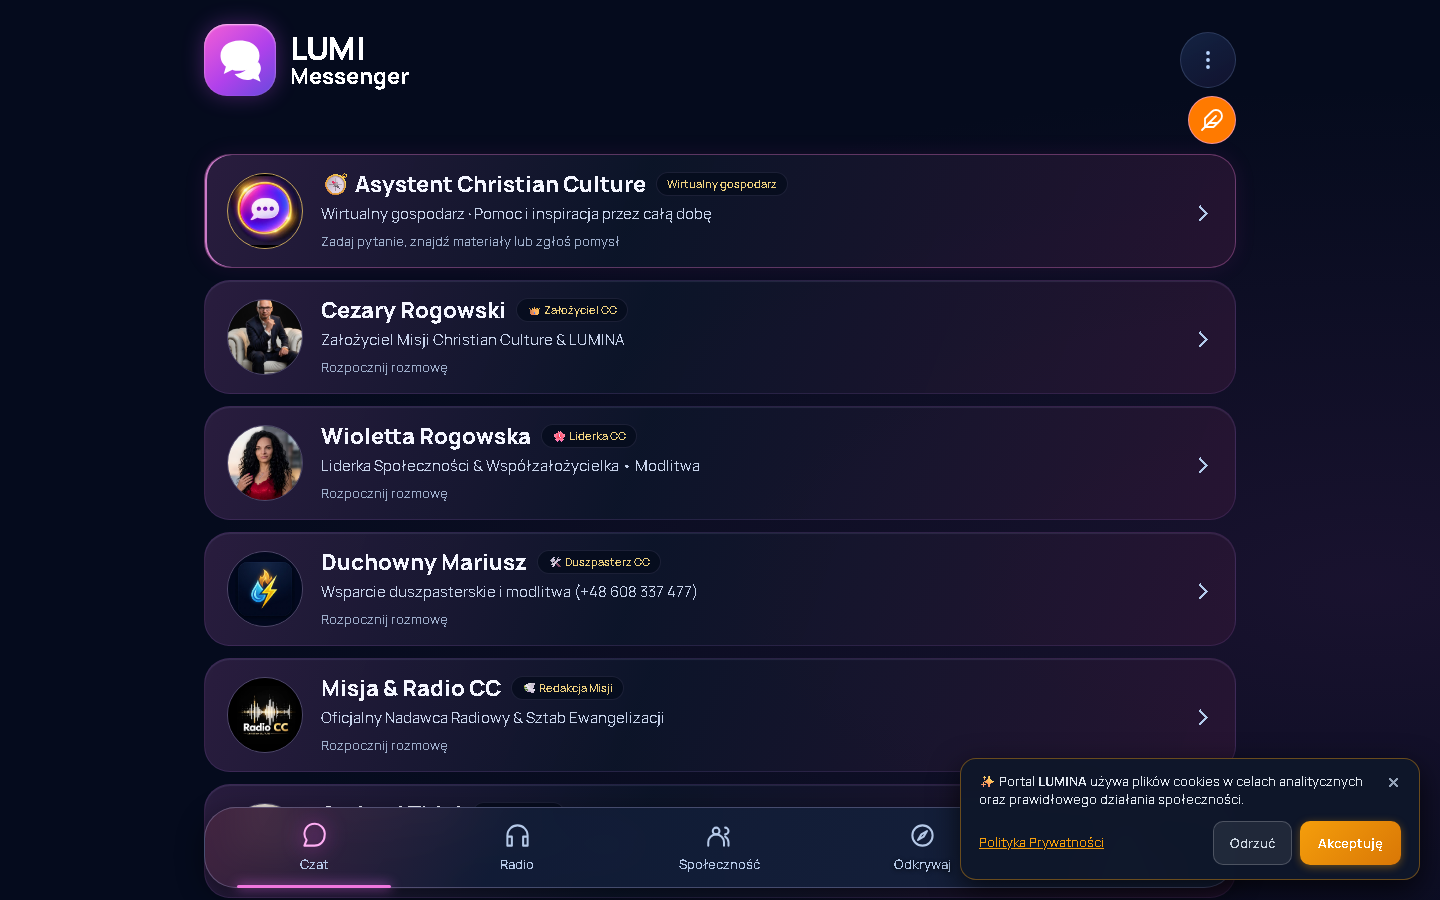 LUMI
Messenger
Asystent Christian Culture
Wirtualny gospodarz
Wirtualny gospodarz · Pomoc i inspiracja przez całą dobę
Zadaj pytanie, znajdź materiały lub zgłoś pomysł
Cezary Rogowski
Założyciel CC
Założyciel Misji Christian Culture & LUMINA
Rozpocznij rozmowę
Wioletta Rogowska
Liderka CC
Liderka Społeczności & Współzałożycielka • Modlitwa
Rozpocznij rozmowę
Duchowny Mariusz
Duszpasterz CC
Wsparcie duszpasterskie i modlitwa (+48 608 337 477)
Rozpocznij rozmowę
Misja & Radio CC
Redakcja Misji
Oficjalny Nadawca Radiowy & Sztab Ewangelizacji
Rozpocznij rozmowę
Radio CC
Portal LUMINA używa plików cookies w celach analitycznych
oraz prawidłowego działania społeczności.
Polityka Prywatności
Odrzuć
Akceptuję
Czat
Radio
Społeczność
Odkrywaj